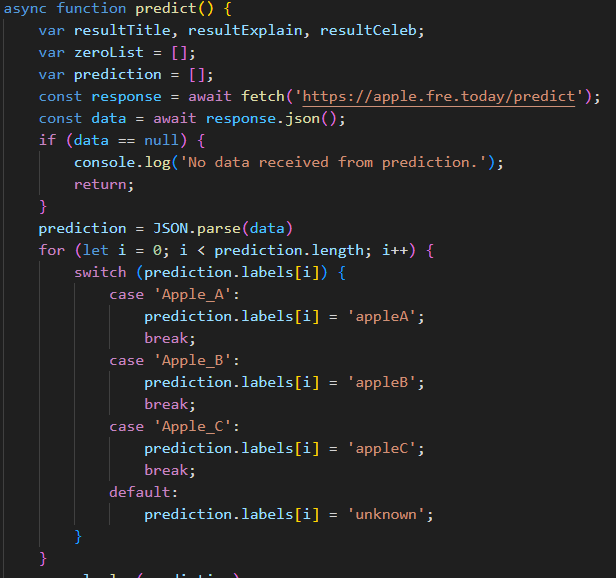 async function predict() {
    var resultTitle, resultExplain, resultCeleb;
    var zeroList = [];
    var prediction = [];
    const response = await fetch('https://apple.fre.today/predict');
    const data = await response.json();
    if (data == null) {
        console.log('No data received from prediction.');
        return;
    }
    prediction = JSON.parse(data)
    for (let i = 0; i < prediction.length; i++) {
        switch (prediction.labels[i]) {
            case 'Apple_A':
                prediction.labels[i] = 'appleA';
                break;
            case 'Apple_B':
                prediction.labels[i] = 'appleB';
                break;
            case 'Apple_C':
                prediction.labels[i] = 'appleC';
                break;
            default:
                prediction.labels[i] = 'unknown';
        }
    }